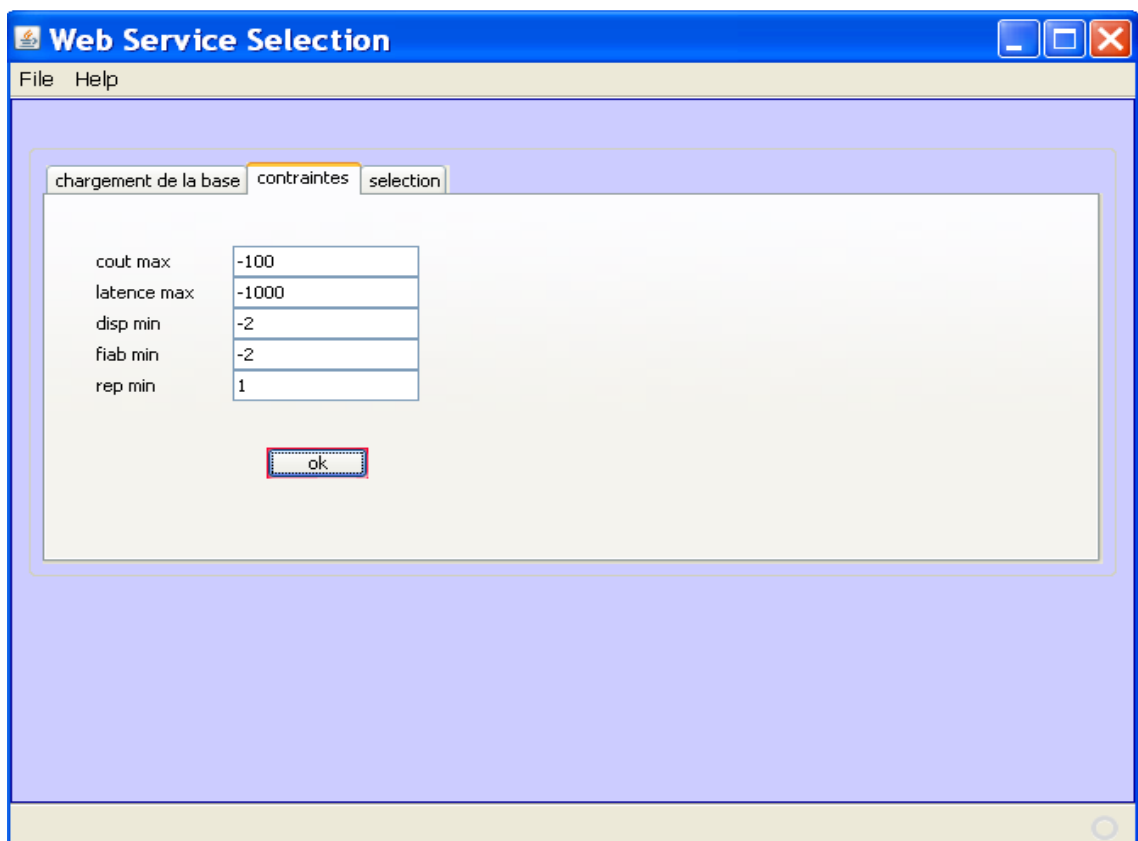 Web Service Selection
File Help
chargement de la base contraintes selection
cout max -100
latence max -1000
disp min -2
fiab min -2
rep min 1
ok